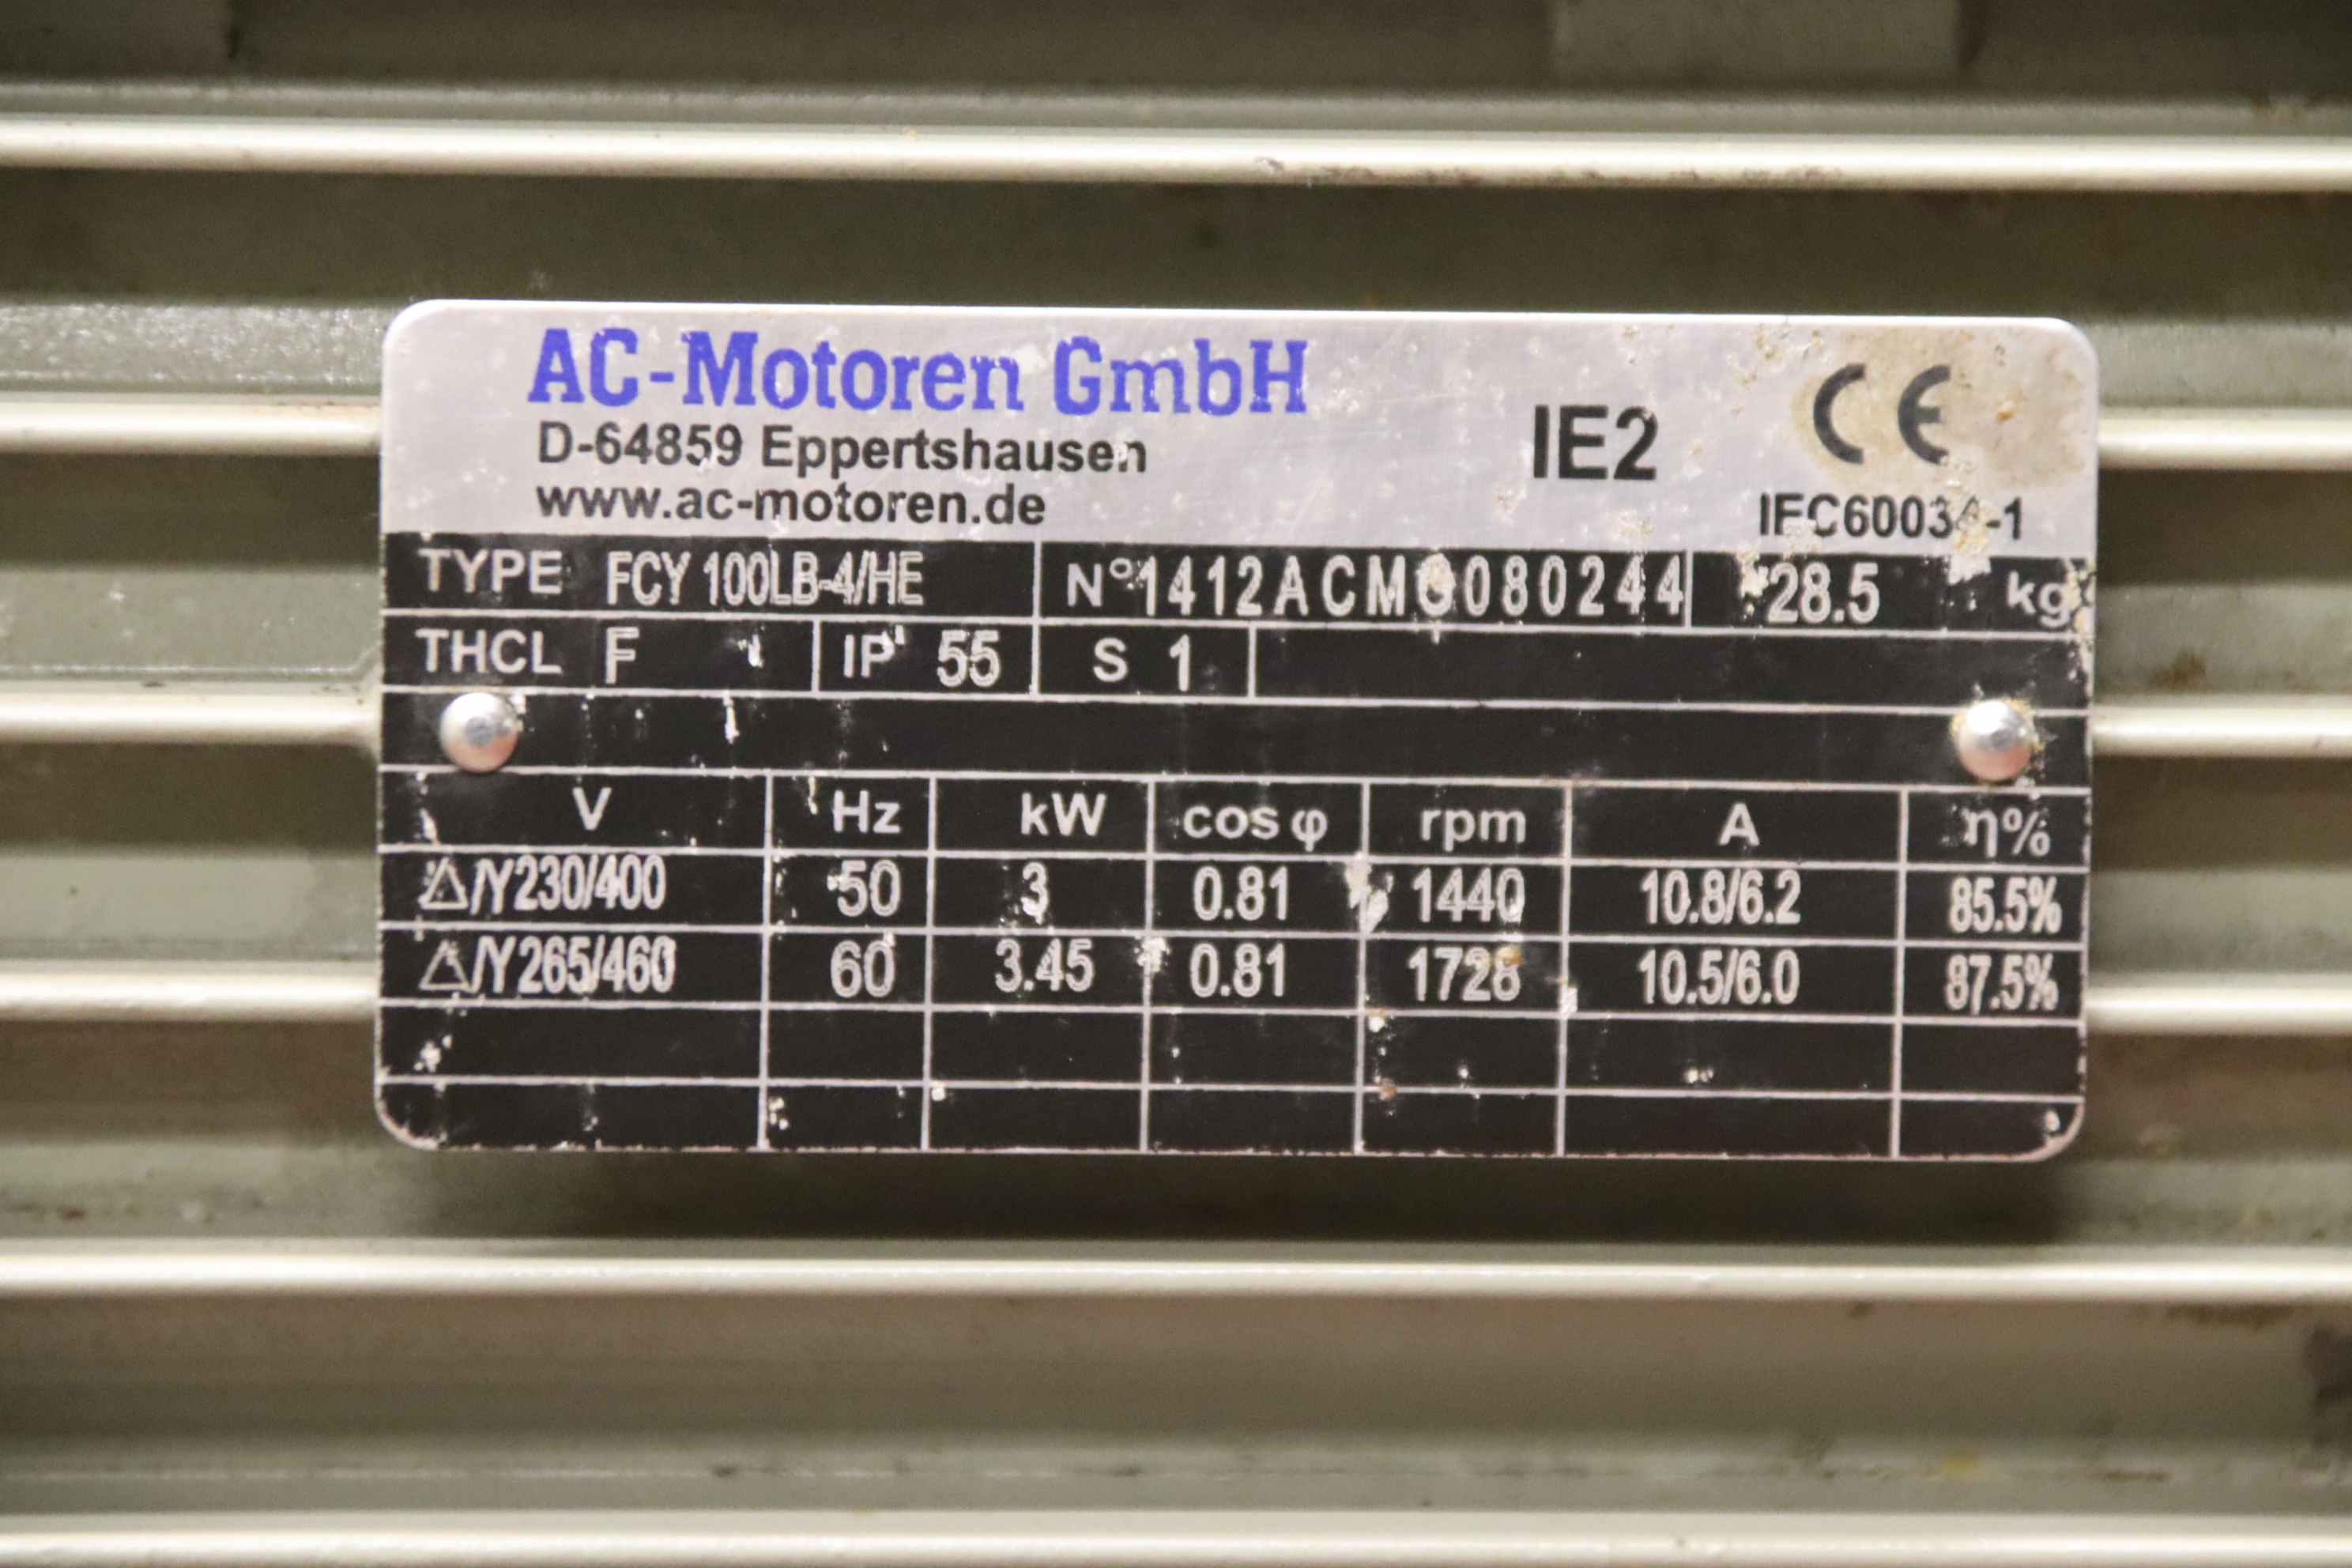 AC-Motoren GmbH
D-64859 Eppertshausen
www.ac-motoren.de
IE2
CE
IEC60034-1
TYPE FCY 100LB-4/HE N° 1412ACM0080244 28.5 kg
THCL F IP 55 S 1
V Hz kW cos φ rpm A η%
△/Y 230/400 50 3 0.81 1440 10.8/6.2 85.5%
△/Y 265/460 60 3.45 0.81 1728 10.5/6.0 87.5%